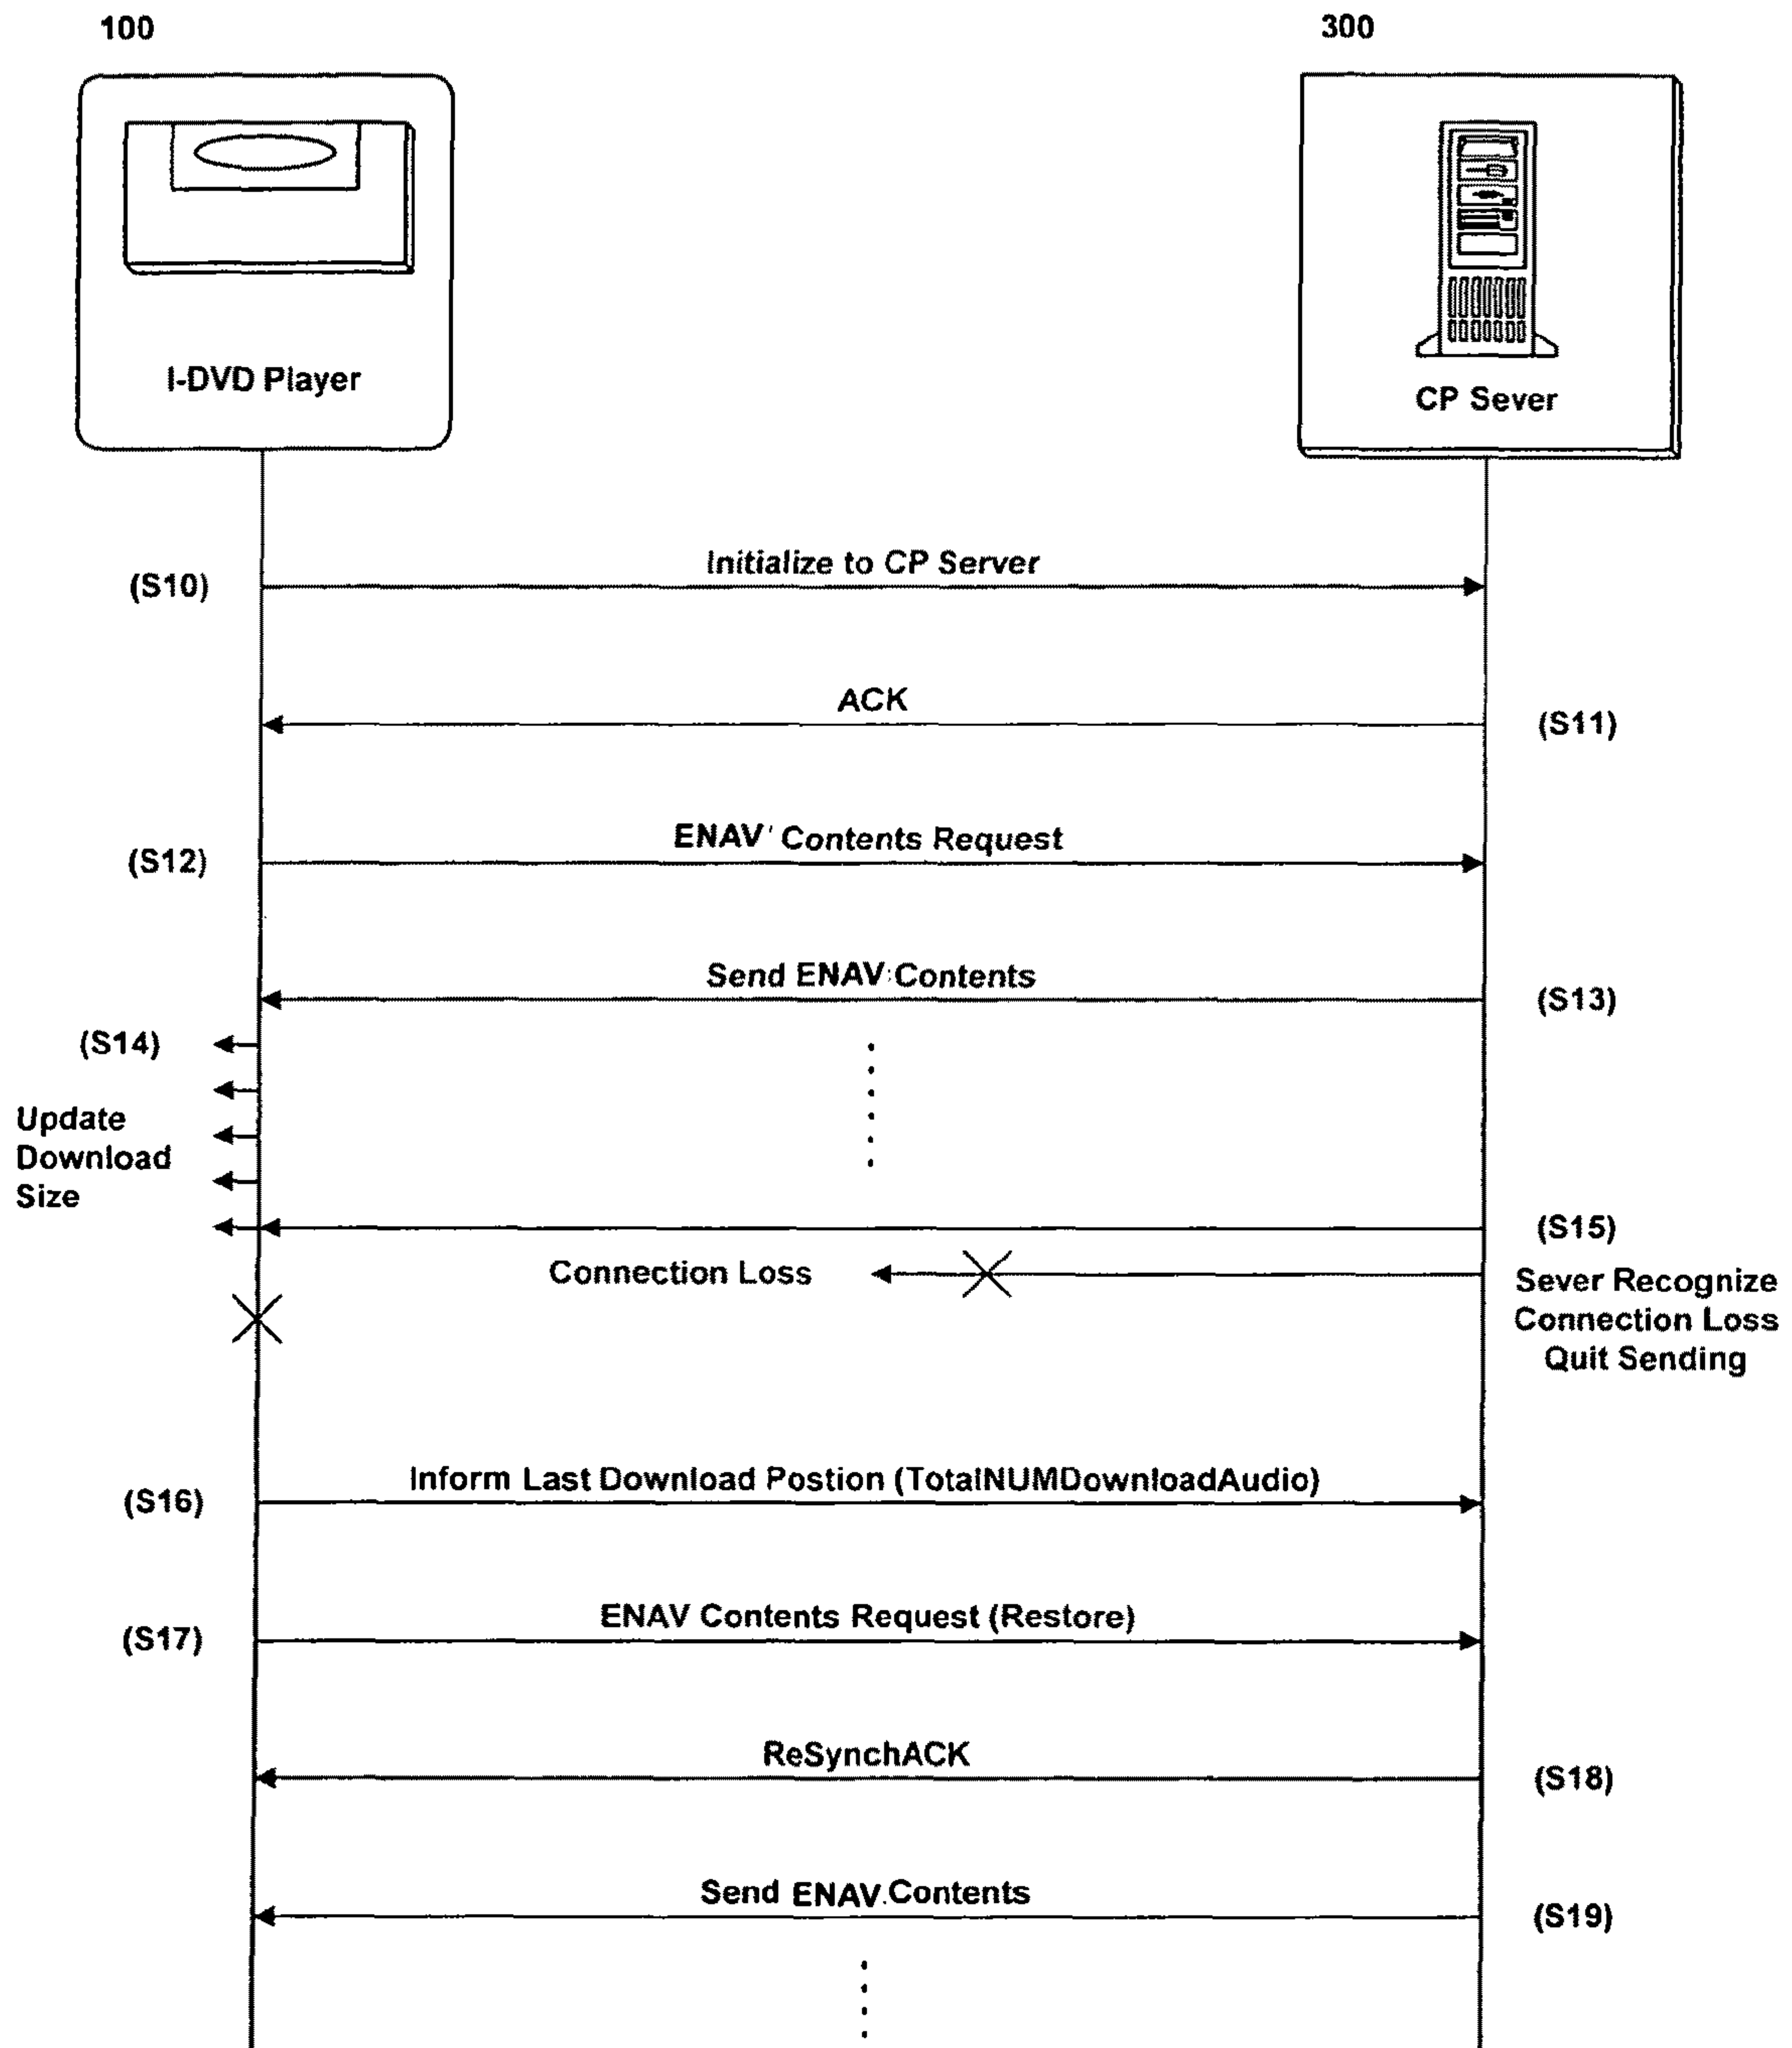 100
300
I-DVD Player
CP Sever
Initialize to CP Server
(S10)
ACK
(S11)
ENAV' Contents Request
(S12)
Send ENAV Contents
(S13)
(S14)
Update
Download
Size
(S15)
Connection Loss
Sever Recognize
Connection Loss
Quit Sending
Inform Last Download Postion (TotalNUMDownloadAudio)
(S16)
ENAV Contents Request (Restore)
(S17)
ReSynchACK
(S18)
Send ENAV Contents
(S19)